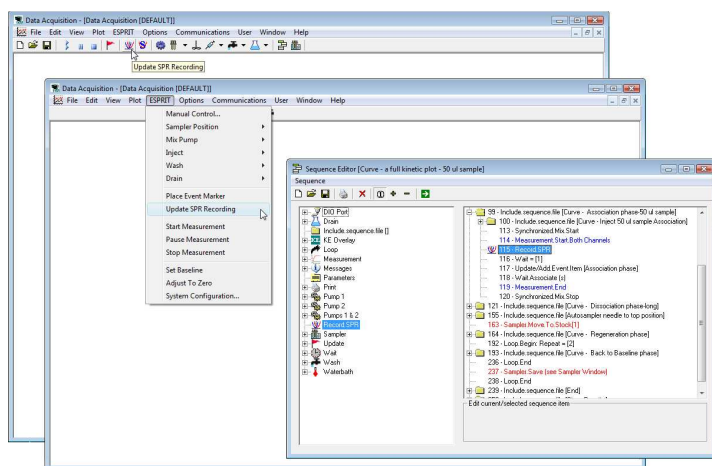 Data Acquisition - [Data Acquisition [DEFAULT]]
File Edit View Plot ESPRIT Options Communications User Window Help
Update SPR Recording
Data Acquisition - [Data Acquisition [DEFAULT]]
File Edit View Plot ESPRIT Options Communications User Window Help
Manual Control...
Sampler Position
Mix Pump
Inject
Wash
Drain
Place Event Marker
Update SPR Recording
Start Measurement
Pause Measurement
Stop Measurement
Set Baseline
Adjust To Zero
System Configuration...
Sequence Editor [Curve - a full kinetic plot - 50 ul sample]
Sequence
DIO Port
Drain
Include.sequence.file []
KE Overlay
Loop
Measurement
Messages
Parameters
Print
Pump 1
Pump 2
Pumps 1 & 2
Record.SPR
Sampler
Update
Wait
Wash
Waterbath
99 - Include.sequence.file [Curve - Association phase-50 ul sample]
100 - Include.sequence.file [Curve - Inject 50 ul sample Association]
113 - Synchronized.Mix.Start
114 - Measurement.Start.Both Channels
115 - Record.SPR
116 - Wait = [1]
117 - Update/Add.Event.Item [Association phase]
118 - Wait.Associate [s]
119 - Measurement.End
120 - Synchronized.Mix.Stop
121 - Include.sequence.file [Curve - Dissociation phase-long]
155 - Include.sequence.file [Autosampler needle to top position]
163 - Sampler.Move.To.Stock[1]
164 - Include.sequence.file [Curve - Regeneration phase]
192 - Loop.Begin: Repeat = [2]
193 - Include.sequence.file [Curve - Back to Baseline phase]
236 - Loop.End
237 - Sampler.Save (see Sampler Window)
238 - Loop.End
239 - Include.sequence.file [End]
Edit current/selected sequence item